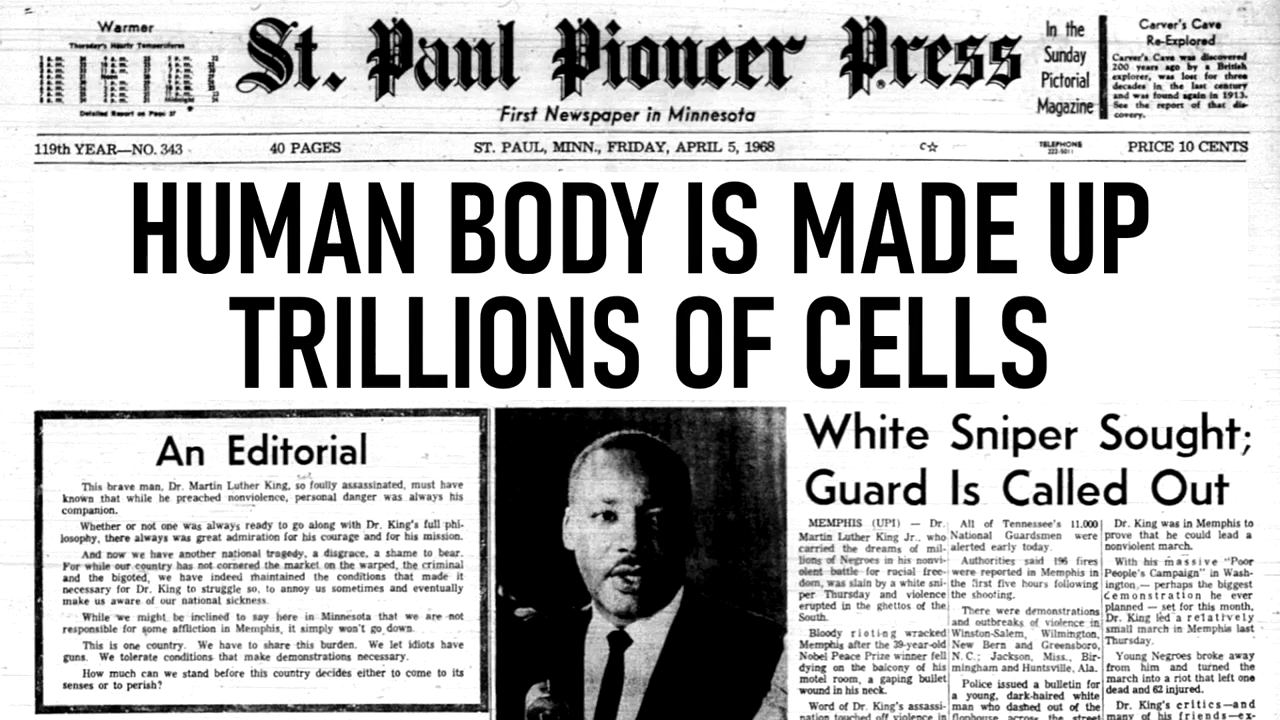 Warmer
Thursday's Hourly Temperatures
Detailed Report on Page 37
St. Paul Pioneer Press
®
First Newspaper in Minnesota
In the
Sunday
Pictorial
Magazine
Carver's Cave
Re-Explored
Carver's Cave was discovered
200 years ago by a British
explorer, was lost for three
decades in the last century
and was found again in 1913.
See the report of that dis-
covery.
119th YEAR—NO. 343
40 PAGES
ST. PAUL, MINN., FRIDAY, APRIL 5, 1968
C☆
TELEPHONE
222-5011
PRICE 10 CENTS
HUMAN BODY IS MADE UP
TRILLIONS OF CELLS
An Editorial
This brave man, Dr. Martin Luther King, so foully assassinated, must have
known that while he preached nonviolence, personal danger was always his
companion.
Whether or not one was always ready to go along with Dr. King's full phi-
losophy, there always was great admiration for his courage and for his mission.
And now we have another national tragedy, a disgrace, a shame to bear.
For while our country has not cornered the market on the warped, the criminal
and the bigoted, we have indeed maintained the conditions that made it
necessary for Dr. King to struggle so, to annoy us sometimes and eventually
make us aware of our national sickness.
While we might be inclined to say here in Minnesota that we are not
responsible for some affliction in Memphis, it simply won't go down.
This is one country. We have to share this burden. We let idiots have
guns. We tolerate conditions that make demonstrations necessary.
How much can we stand before this country decides either to come to its
senses or to perish?
White Sniper Sought;
Guard Is Called Out
MEMPHIS (UPI) — Dr.
Martin Luther King Jr., who
carried the dreams of mil-
lions of Negroes in his nonvi-
olent battle for racial free-
dom, was slain by a white sni-
per Thursday and violence
erupted in the ghettos of the
South.
Bloody rioting wracked
Memphis after the 39-year-old
Nobel Peace Prize winner fell
dying on the balcony of his
motel room, a gaping bullet
wound in his neck.
Word of Dr. King's assassi-
nation touched off violence in
All of Tennessee's 11,000
National Guardsmen were
alerted early today.
Authorities said 196 fires
were reported in Memphis in
the first five hours following
the shooting.
There were demonstrations
and outbreaks of violence in
Winston-Salem, Wilmington,
New Bern and Greensboro,
N.C.; Jackson, Miss., Bir-
mingham and Huntsville, Ala.
Police issued a bulletin for
a young, dark-haired white
man who dashed out of the
flophouse across the street
Dr. King was in Memphis to
prove that he could lead a
nonviolent march.
With his massive "Poor
People's Campaign" in Wash-
ington — perhaps the biggest
demonstration he ever
planned — set for this month,
Dr. King led a relatively
small march in Memphis last
Thursday.
Young Negroes broke away
from him and turned the
march into a riot that left one
dead and 62 injured.
Dr. King's critics—and
many of his friends—ex-